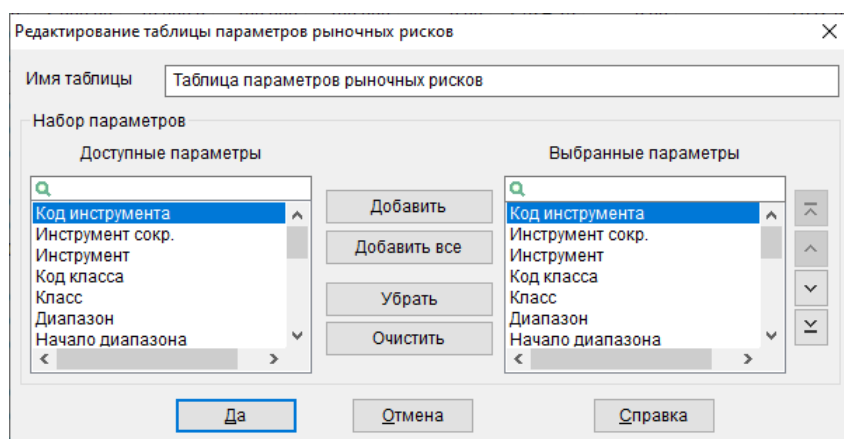 Редактирование таблицы параметров рыночных рисков
Имя таблицы
Таблица параметров рыночных рисков
Набор параметров
Доступные параметры
Код инструмента
Инструмент сокр.
Инструмент
Код класса
Класс
Диапазон
Начало диапазона
Добавить
Добавить все
Убрать
Очистить
Выбранные параметры
Код инструмента
Инструмент сокр.
Инструмент
Код класса
Класс
Диапазон
Начало диапазона
Да
Отмена
Справка